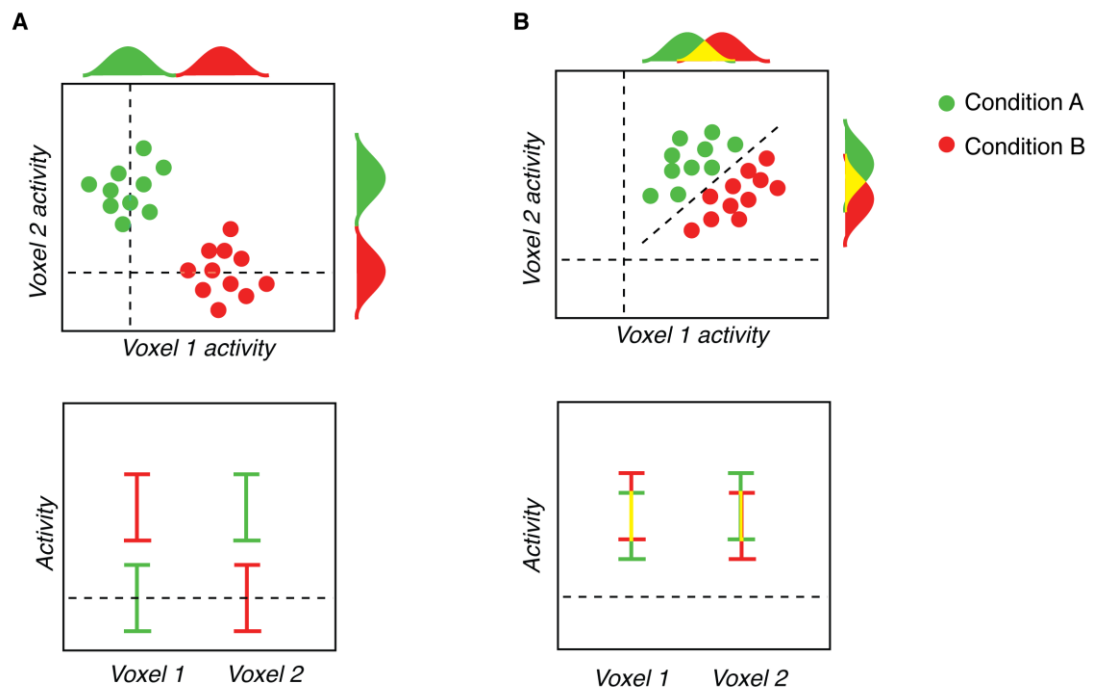 A
B
Condition A
Condition B
Voxel 2 activity
Voxel 1 activity
Voxel 2 activity
Voxel 1 activity
Activity
Voxel 1
Voxel 2
Activity
Voxel 1
Voxel 2